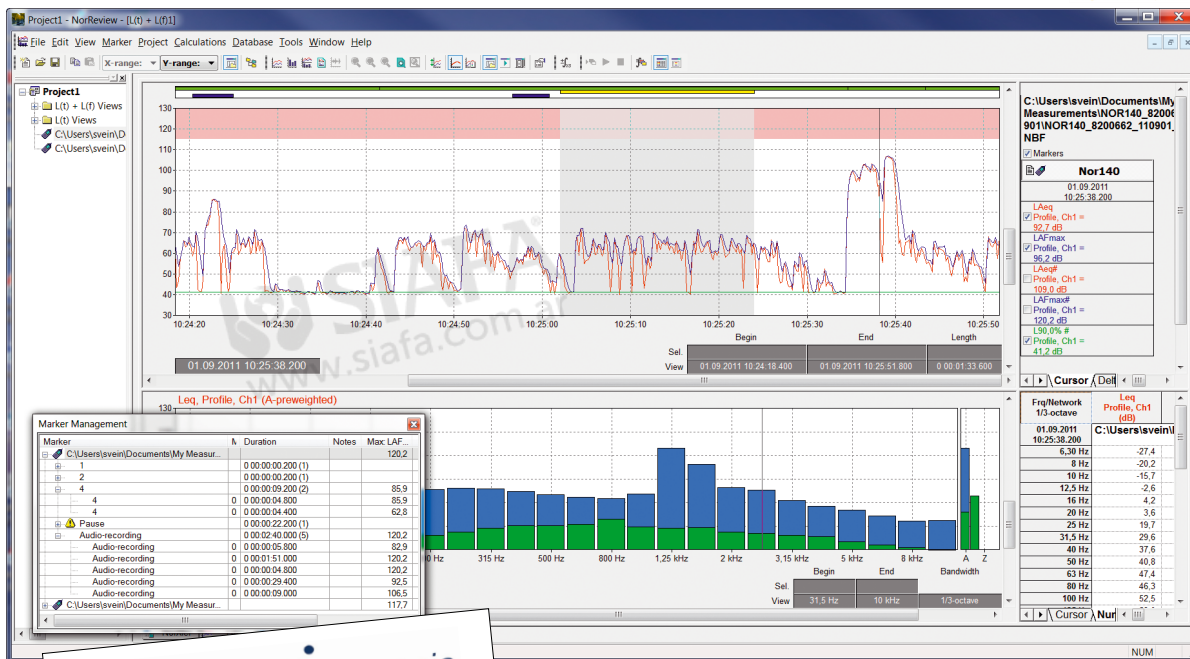 Project1 - NorReview - [L(t) + L(f)1]
File Edit View Marker Project Calculations Database Tools Window Help
X-range: Y-range:
Project1
L(t) + L(f) Views
L(t) Views
C:\Users\svein\D
C:\Users\svein\D
130
120
110
100
90
80
70
60
50
40
30
10:24:20 10:24:30 10:24:40 10:24:50 10:25:00 10:25:10 10:25:20 10:25:30 10:25:40 10:25:50
SIAFA
www.siafa.com.ar
Begin End Length
Sel.
View 01.09.2011 10:24:18.400 01.09.2011 10:25:51.800 0 00:01:33.600
01.09.2011 10:25:38.200
C:\Users\svein\Documents\My
Measurements\NOR140_8200
901\NOR140_8200662_110901_
NBF
Markers
Nor140
01.09.2011
10:25:38.200
LAeq
Profile, Ch1 =
92,7 dB
LAFmax
Profile, Ch1 =
96,2 dB
LAeq#
Profile, Ch1 =
109,0 dB
LAFmax#
Profile, Ch1 =
120,2 dB
L90,0% #
Profile, Ch1 =
41,2 dB
Cursor Delt
Leq, Profile, Ch1 (A-preweighted)
130
315 Hz 500 Hz 800 Hz 1,25 kHz 2 kHz 3,15 kHz 5 kHz 8 kHz A Z
Begin End Bandwidth
Sel.
View 31,5 Hz 10 kHz 1/3-octave
Frq/Network
1/3-octave
Leq
Profile, Ch1
(dB)
01.09.2011
10:25:38.200
C:\Users\svein\
6,30 Hz -27,4
8 Hz -20,2
10 Hz -15,7
12,5 Hz -2,6
16 Hz 4,2
20 Hz 3,6
25 Hz 19,7
31,5 Hz 29,6
40 Hz 37,6
50 Hz 40,8
63 Hz 47,4
80 Hz 46,3
100 Hz 52,5
Cursor Nur
Marker Management
Marker N Duration Notes Max: LAF...
C:\Users\svein\Documents\My Measur... 120,2
1 0 00:00:00.200 (1)
2 0 00:00:00.200 (1)
4 0 00:00:09.200 (2) 85,9
4 0 0 00:00:04.800 85,9
4 0 0 00:00:04.400 62,8
Pause 0 00:00:22.200 (1)
Audio-recording 0 00:02:40.000 (5) 120,2
Audio-recording 0 0 00:00:05.800 82,9
Audio-recording 0 0 00:01:51.000 120,2
Audio-recording 0 0 00:00:04.800 120,2
Audio-recording 0 0 00:00:29.400 92,5
Audio-recording 0 0 00:00:09.000 106,5
C:\Users\svein\Documents\My Measur... 117,7
NUM